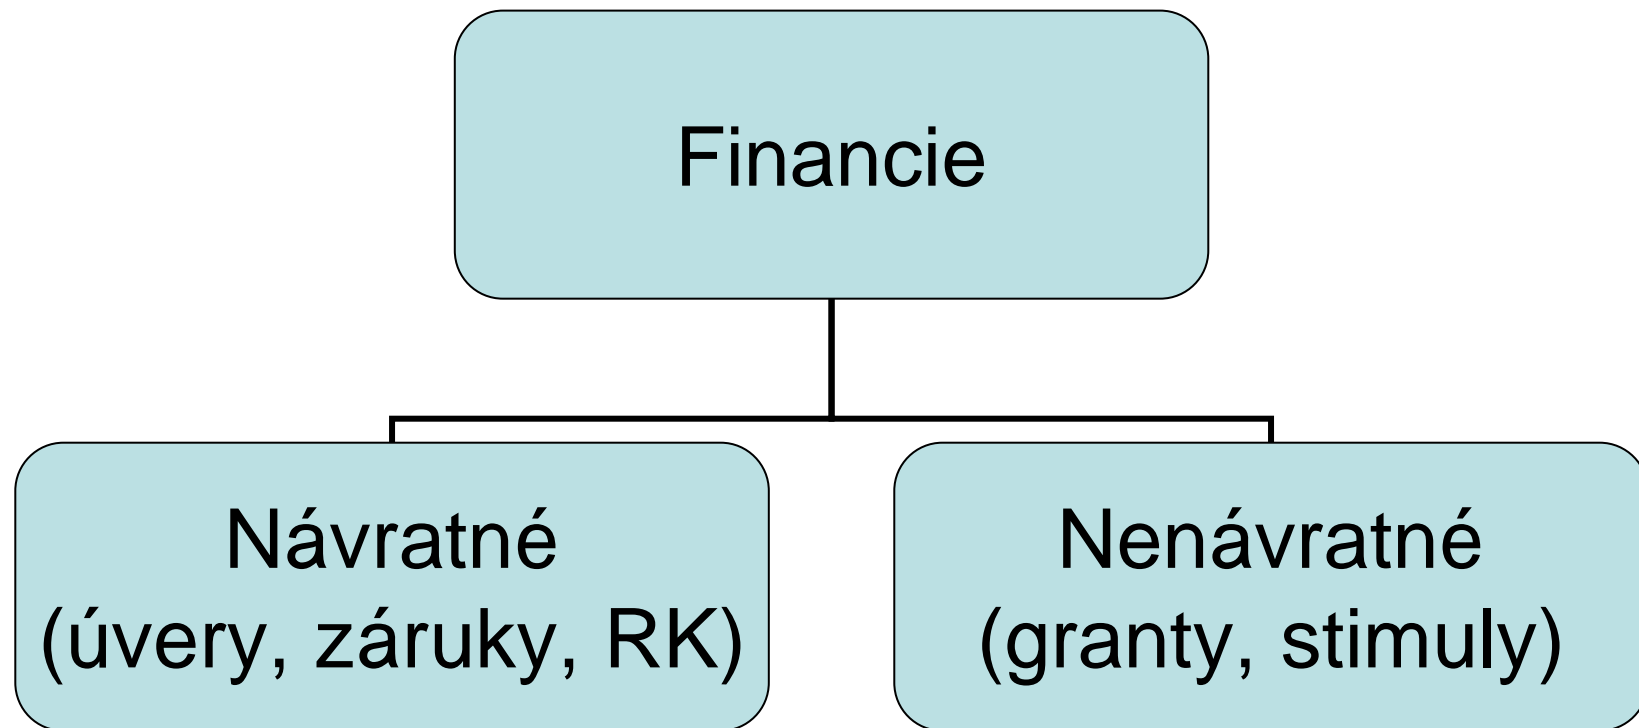 Financie
Návratné
(úvery, záruky, RK)
Nenávratné
(granty, stimuly)